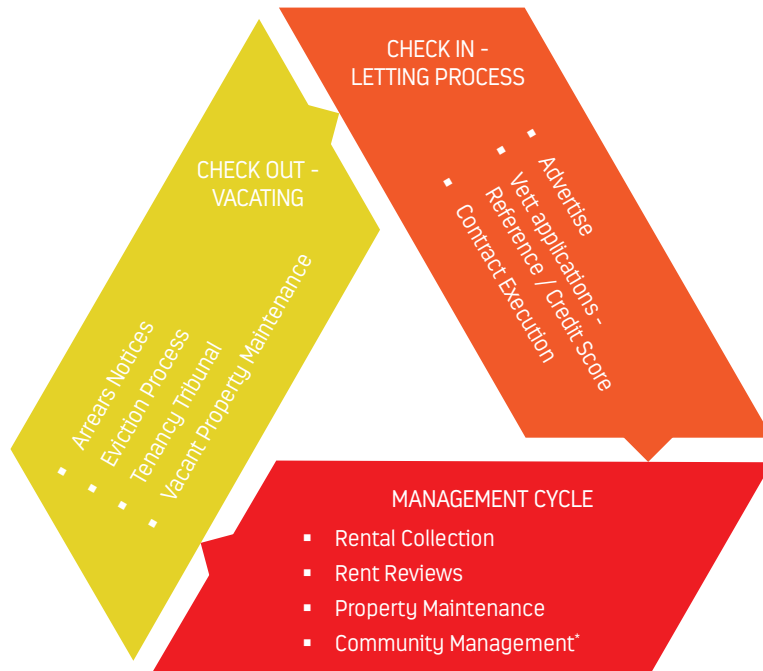 CHECK IN -
LETTING PROCESS
▪ Advertise
▪ Vett applications -
Reference / Credit Score
▪ Contract Execution
MANAGEMENT CYCLE
▪ Rental Collection
▪ Rent Reviews
▪ Property Maintenance
▪ Community Management*
CHECK OUT -
VACATING
▪ Arrears Notices
▪ Eviction Process
▪ Tenancy Tribunal
▪ Vacant Property Maintenance